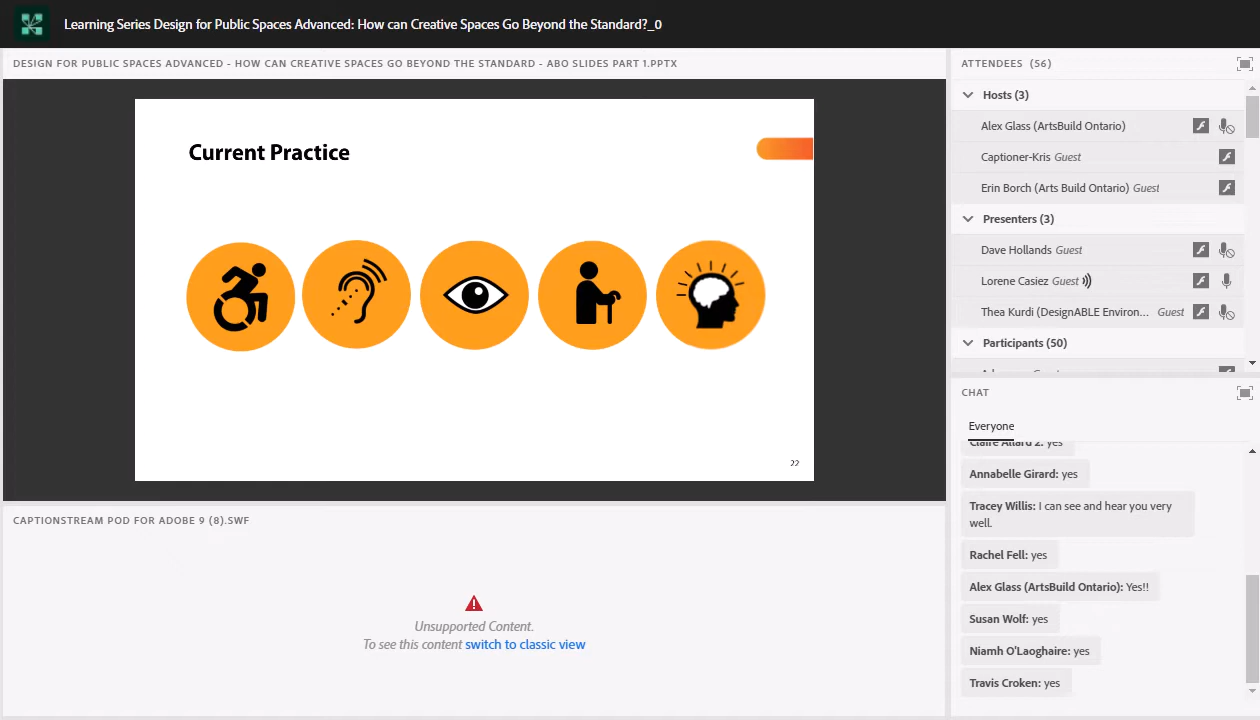 Learning Series Design for Public Spaces Advanced: How can Creative Spaces Go Beyond the Standard?_0
DESIGN FOR PUBLIC SPACES ADVANCED - HOW CAN CREATIVE SPACES GO BEYOND THE STANDARD - ABO SLIDES PART 1.PPTX
Current Practice
22
CAPTIONSTREAM POD FOR ADOBE 9 (8).SWF
Unsupported Content.
To see this content switch to classic view
ATTENDEES (56)
Hosts (3)
Alex Glass (ArtsBuild Ontario)
Captioner-Kris Guest
Erin Borch (Arts Build Ontario) Guest
Presenters (3)
Dave Hollands Guest
Lorene Casiez Guest
Thea Kurdi (DesignABLE Environ... Guest
Participants (50)
CHAT
Everyone
Claire Allard 2: yes
Annabelle Girard: yes
Tracey Willis: I can see and hear you very
well.
Rachel Fell: yes
Alex Glass (ArtsBuild Ontario): Yes!!
Susan Wolf: yes
Niamh O'Laoghaire: yes
Travis Croken: yes